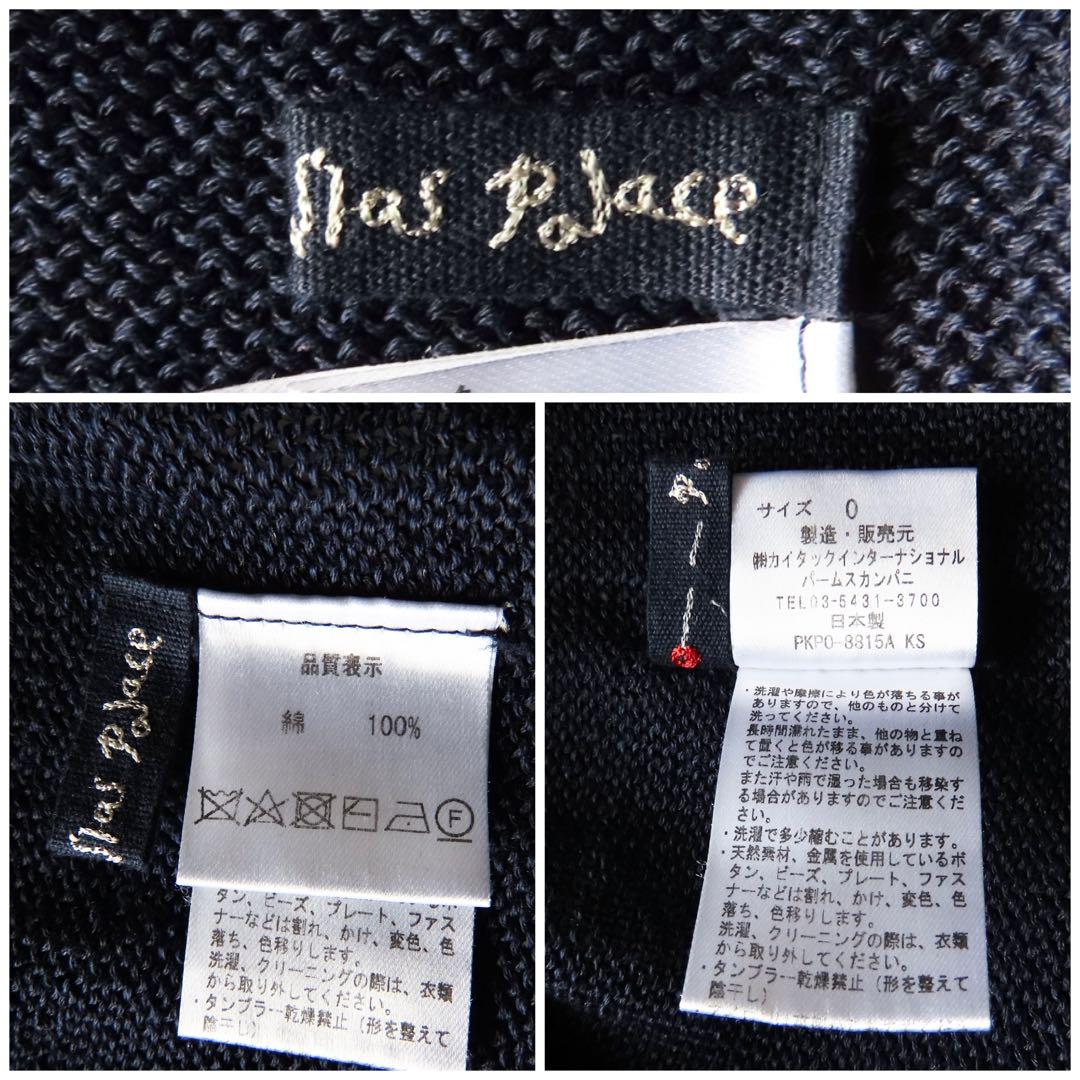 Mas Palace
Mas Palace
品質表示
綿 100%
F
タン、ビーズ、プレート、ファス
ナーなどは割れ、かけ、変色、色
落ち、色移りします。
洗濯、クリーニングの際は、衣類
から取り外してください。
・タンブラー乾燥禁止（形を整えて
陰干し）
サイズ 0
製造・販売元
㈱カイタックインターナショナル
パームスカンパニ
TEL03-5431-3700
日本製
PKPO-8815A KS
・洗濯や摩擦により色が落ちる事が
ありますので、他のものと分けて
洗ってください。
長時間濡れたまま、他の物と重ね
て置くと色が移る事がありますの
でご注意ください。
また汗や雨で湿った場合も移染す
る場合がありますのでご注意くだ
さい。
・洗濯で多少縮むことがあります。
・天然素材、金属を使用しているボ
タン、ビーズ、プレート、ファス
ナーなどは割れ、かけ、変色、色
落ち、色移りします。
洗濯、クリーニングの際は、衣類
から取り外してください。
・タンブラー乾燥禁止（形を整えて
陰干し）